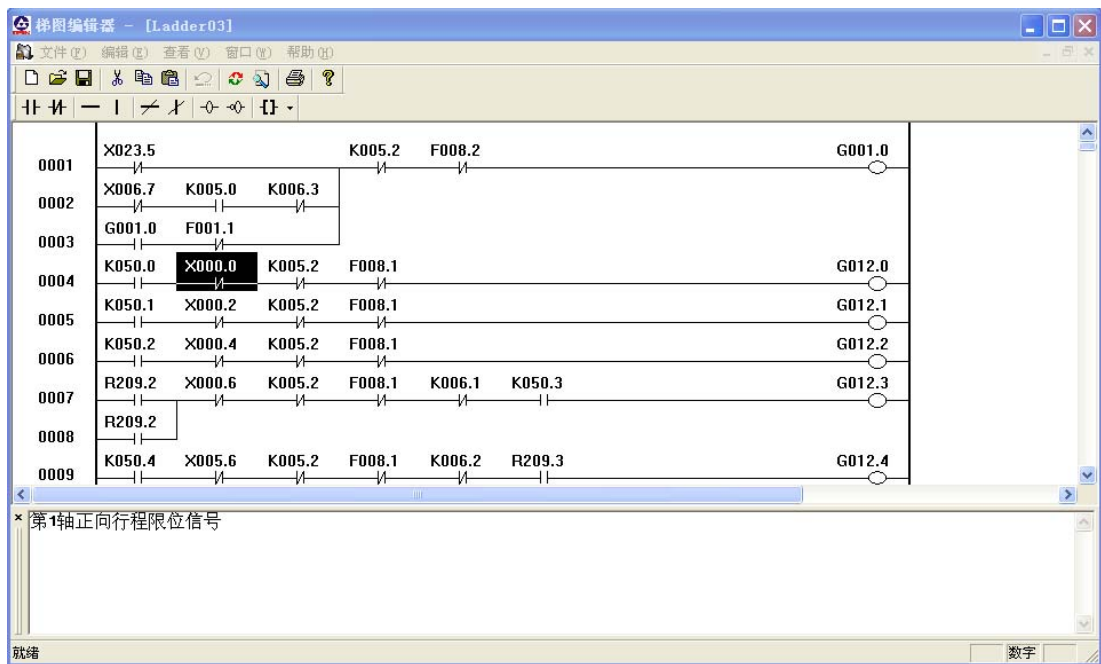 梯图编辑器 - [Ladder03]
文件(F) 编辑(E) 查看(V) 窗口(W) 帮助(H)
X023.5 K005.2 F008.2 G001.0
0001
X006.7 K005.0 K006.3
0002
G001.0 F001.1
0003
K050.0 X000.0 K005.2 F008.1 G012.0
0004
K050.1 X000.2 K005.2 F008.1 G012.1
0005
K050.2 X000.4 K005.2 F008.1 G012.2
0006
R209.2 X000.6 K005.2 F008.1 K006.1 K050.3 G012.3
0007
R209.2
0008
K050.4 X005.6 K005.2 F008.1 K006.2 R209.3 G012.4
0009
第1轴正向行程限位信号
就绪 数字